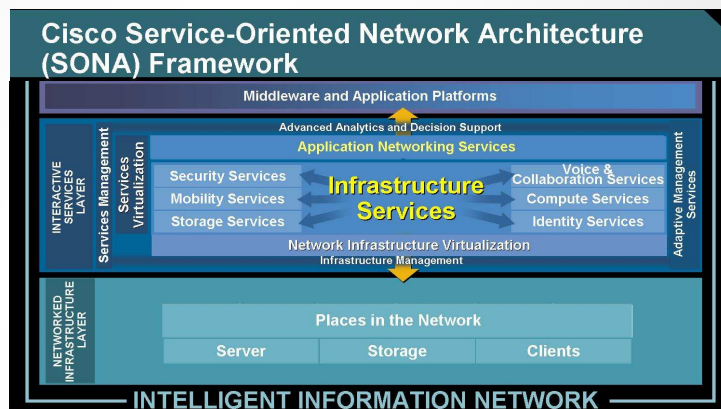 Cisco Service-Oriented Network Architecture
(SONA) Framework
Middleware and Application Platforms
INTERACTIVE
SERVICES
LAYER
Services Management
Services
Virtualization
Advanced Analytics and Decision Support
Application Networking Services
Security Services
Mobility Services
Storage Services
Infrastructure
Services
Voice &
Collaboration Services
Compute Services
Identity Services
Adaptive Management
Services
Network Infrastructure Virtualization
Infrastructure Management
NETWORKED
INFRASTRUCTURE
LAYER
Places in the Network
Server
Storage
Clients
INTELLIGENT INFORMATION NETWORK